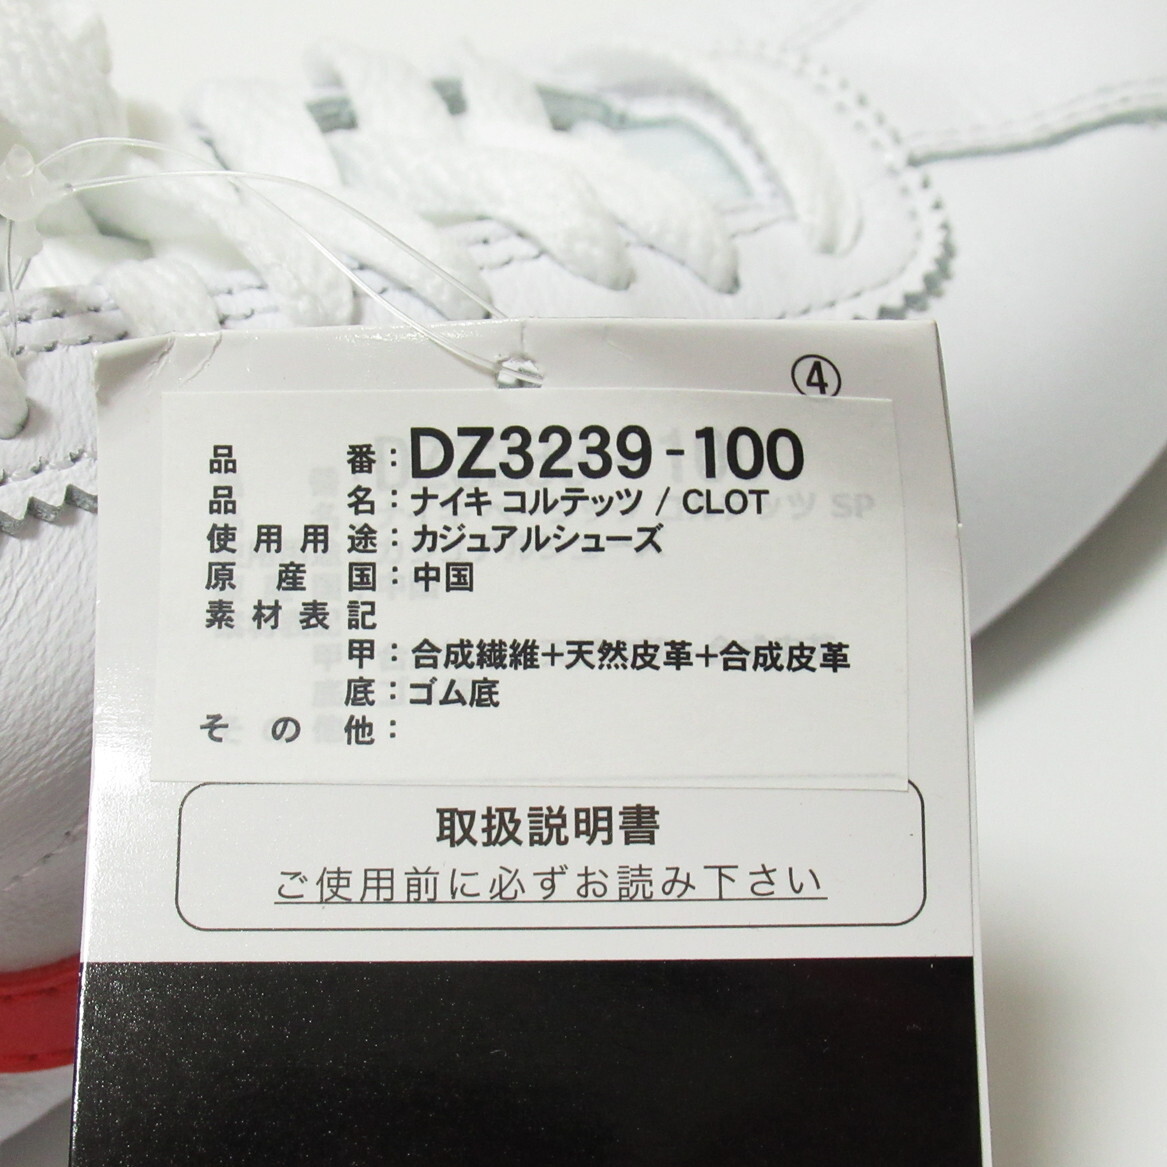 ④
品番:DZ3239-100
品名:ナイキ コルテッツ / CLOT
使用用途:カジュアルシューズ
原産国:中国
素材表記
甲:合成繊維+天然皮革+合成皮革
底:ゴム底
その他:
取扱説明書
ご使用前に必ずお読み下さい